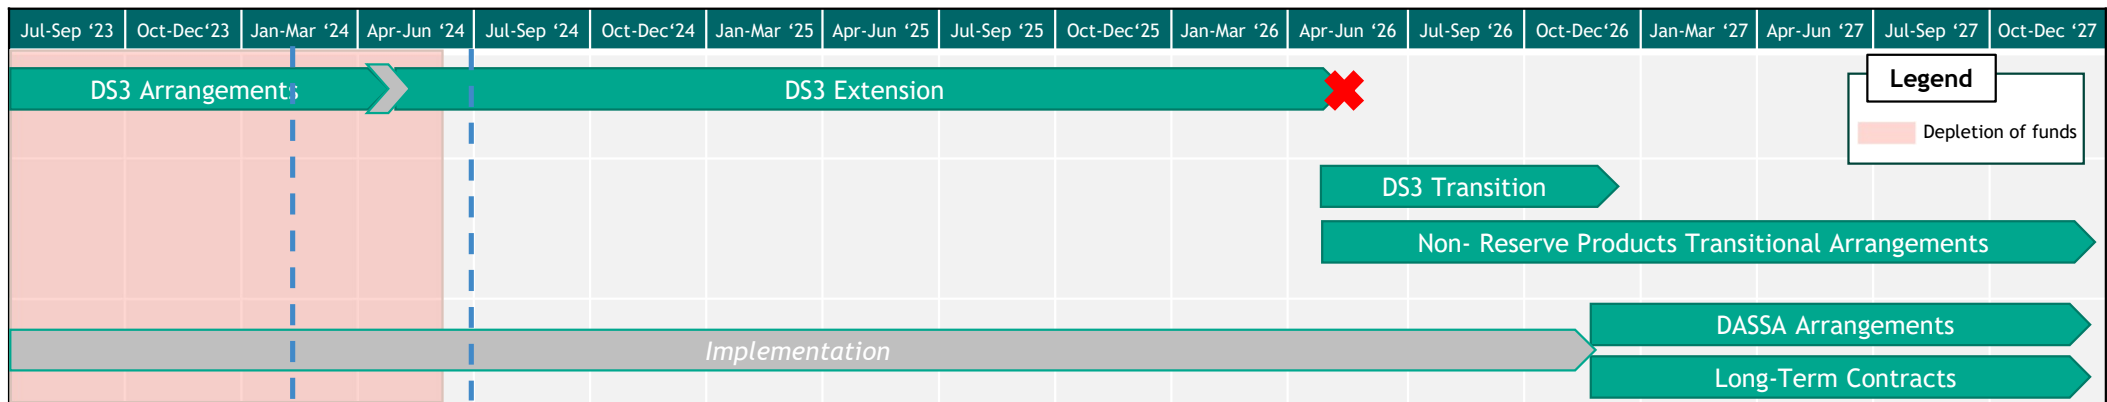 Jul-Sep ‘23 Oct-Dec‘23 Jan-Mar ‘24 Apr-Jun ‘24 Jul-Sep ‘24 Oct-Dec‘24 Jan-Mar ‘25 Apr-Jun ‘25 Jul-Sep ‘25 Oct-Dec‘25 Jan-Mar ‘26 Apr-Jun ‘26 Jul-Sep ‘26 Oct-Dec‘26 Jan-Mar ‘27 Apr-Jun ‘27 Jul-Sep ‘27 Oct-Dec ‘27
DS3 Arrangements
DS3 Extension
Legend
Depletion of funds
DS3 Transition
Non- Reserve Products Transitional Arrangements
DASSA Arrangements
Implementation
Long-Term Contracts